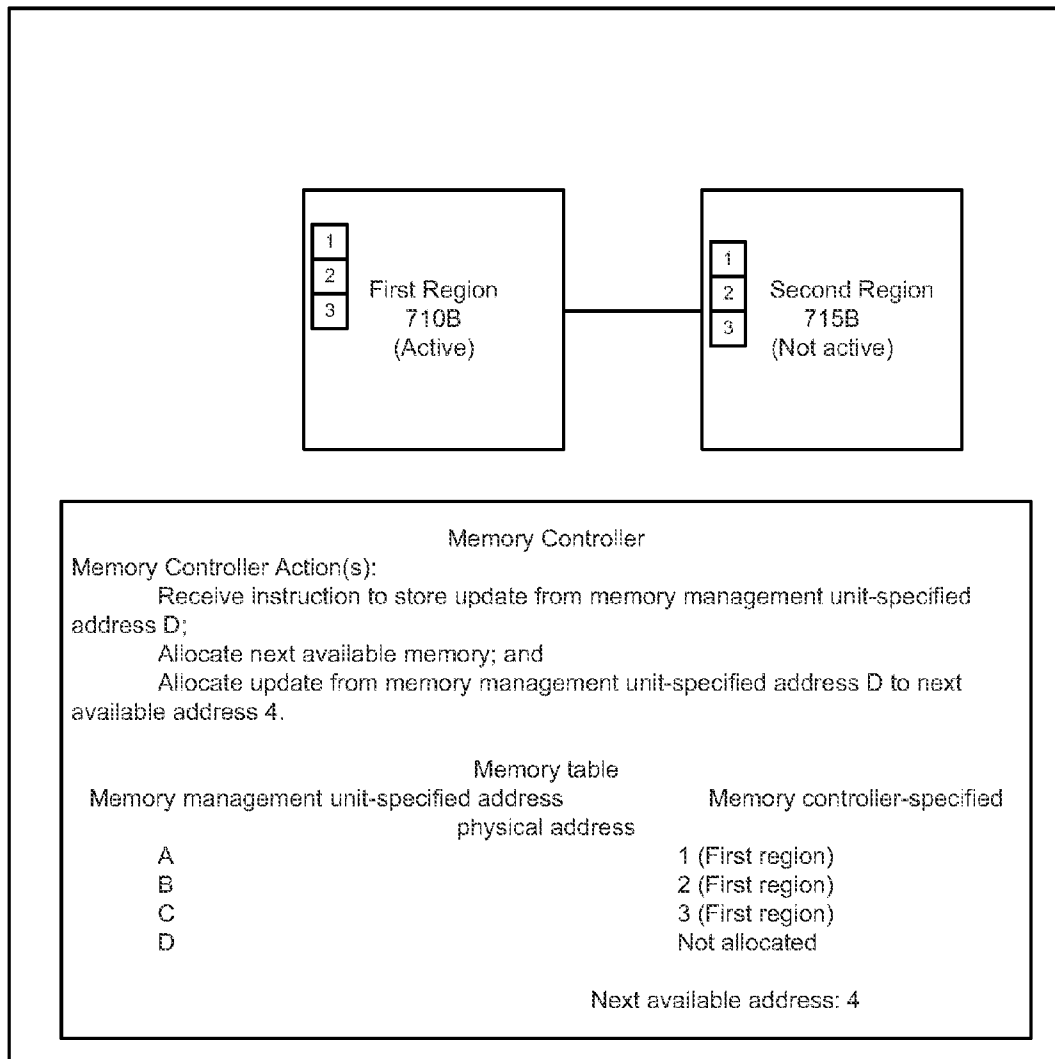 1
2
3
First Region
710B
(Active)
1
2
3
Second Region
715B
(Not active)
Memory Controller
Memory Controller Action(s):
Receive instruction to store update from memory management unit-specified
address D;
Allocate next available memory; and
Allocate update from memory management unit-specified address D to next
available address 4.
Memory table
Memory management unit-specified address Memory controller-specified
physical address
A 1 (First region)
B 2 (First region)
C 3 (First region)
D Not allocated
Next available address: 4